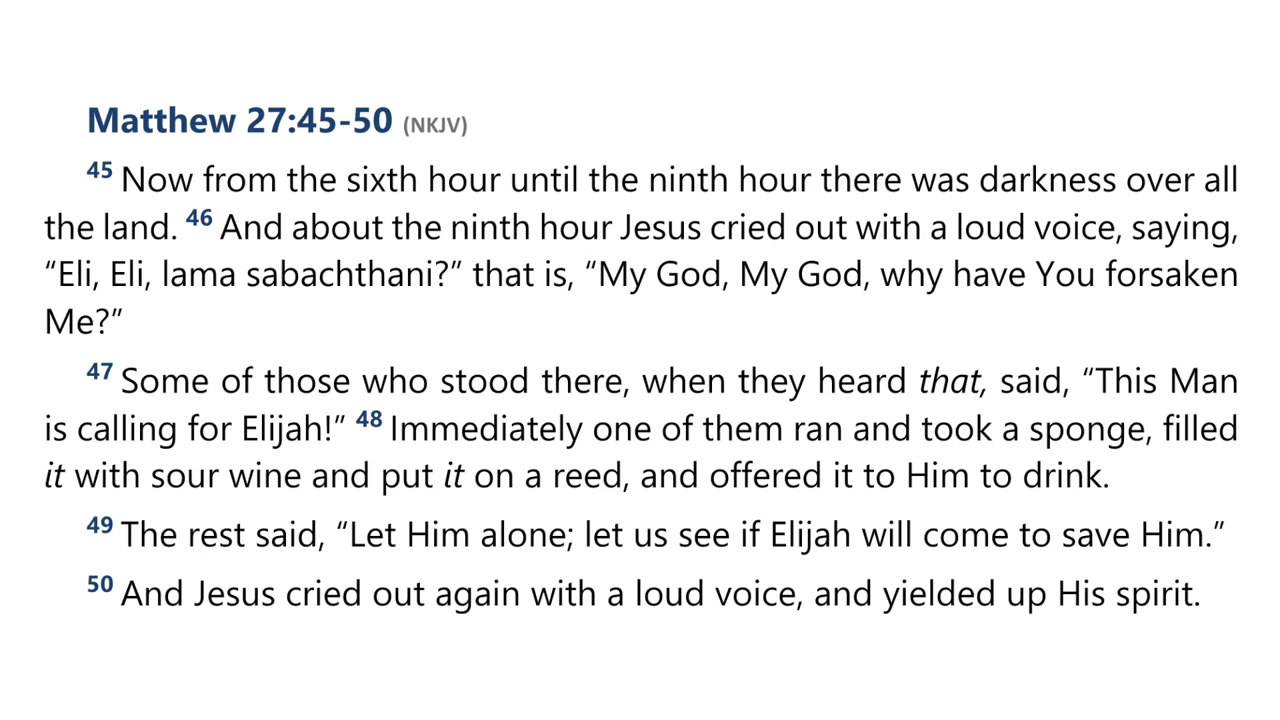 Matthew 27:45-50 (NKJV)
45 Now from the sixth hour until the ninth hour there was darkness over all
the land. 46 And about the ninth hour Jesus cried out with a loud voice, saying,
“Eli, Eli, lama sabachthani?” that is, “My God, My God, why have You forsaken
Me?”
47 Some of those who stood there, when they heard that, said, “This Man
is calling for Elijah!” 48 Immediately one of them ran and took a sponge, filled
it with sour wine and put it on a reed, and offered it to Him to drink.
49 The rest said, “Let Him alone; let us see if Elijah will come to save Him.”
50 And Jesus cried out again with a loud voice, and yielded up His spirit.